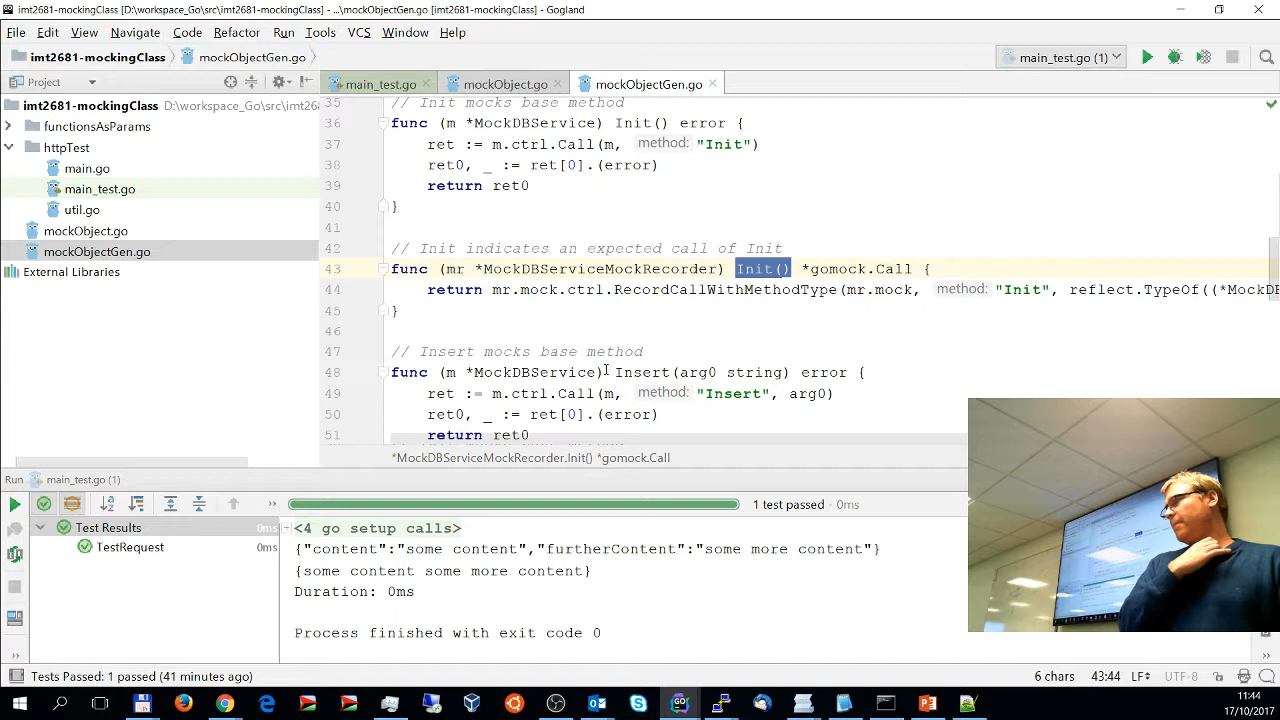 imt2681-mockingClass [D:\workspace_Go\src\imt2681-mockingClass] - ...\mockObjectGen.go [imt2681-mockingClass] - Gogland
File Edit View Navigate Code Refactor Run Tools VCS Window Help
imt2681-mockingClass mockObjectGen.g main_test.go (1)
Project main_test.go mockObject.go mockObjectGen.go
imt2681-mockingClass D:\workspace_Go\src\imt26
functionsAsParams
httpTest
main.go
main_test.go
util.go
mockObject.go
mockObjectGen.go
External Libraries
35 // Init mocks base method
36 func (m *MockDBService) Init() error {
37 ret := m.ctrl.Call(m, method: "Init")
38 ret0, _ := ret[0].(error)
39 return ret0
40 }
41
42 // Init indicates an expected call of Init
43 func (mr *MockDBServiceMockRecorder) Init() *gomock.Call {
44 return mr.mock.ctrl.RecordCallWithMethodType(mr.mock, method: "Init", reflect.TypeOf((*MockDB
45 }
46
47 // Insert mocks base method
48 func (m *MockDBService) Insert(arg0 string) error {
49 ret := m.ctrl.Call(m, method: "Insert", arg0)
50 ret0, _ := ret[0].(error)
51 return ret0
*MockDBServiceMockRecorder.Init() *gomock.Call
Run main_test.go (1)
1 test passed - 0ms
Test Results 0ms
TestRequest 0ms
<4 go setup calls>
{"content":"some content","furtherContent":"some more content"}
{some content some more content}
Duration: 0ms
Process finished with exit code 0
Tests Passed: 1 passed (41 minutes ago) 6 chars 43:44 LF UTF-8
11:44
17/10/2017